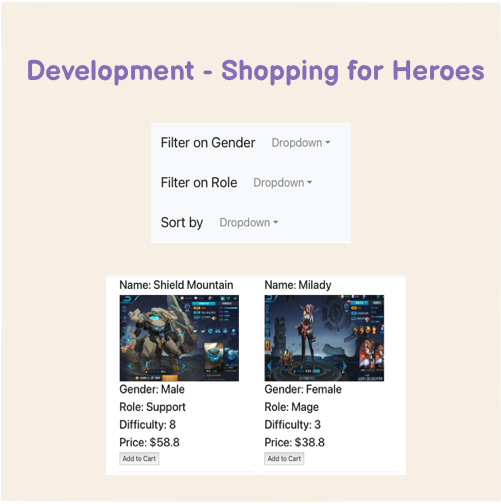 Development - Shopping for Heroes
Filter on Gender Dropdown
Filter on Role Dropdown
Sort by Dropdown
Name: Shield Mountain
Gender: Male
Role: Support
Difficulty: 8
Price: $58.8
Add to Cart
Name: Milady
Gender: Female
Role: Mage
Difficulty: 3
Price: $38.8
Add to Cart